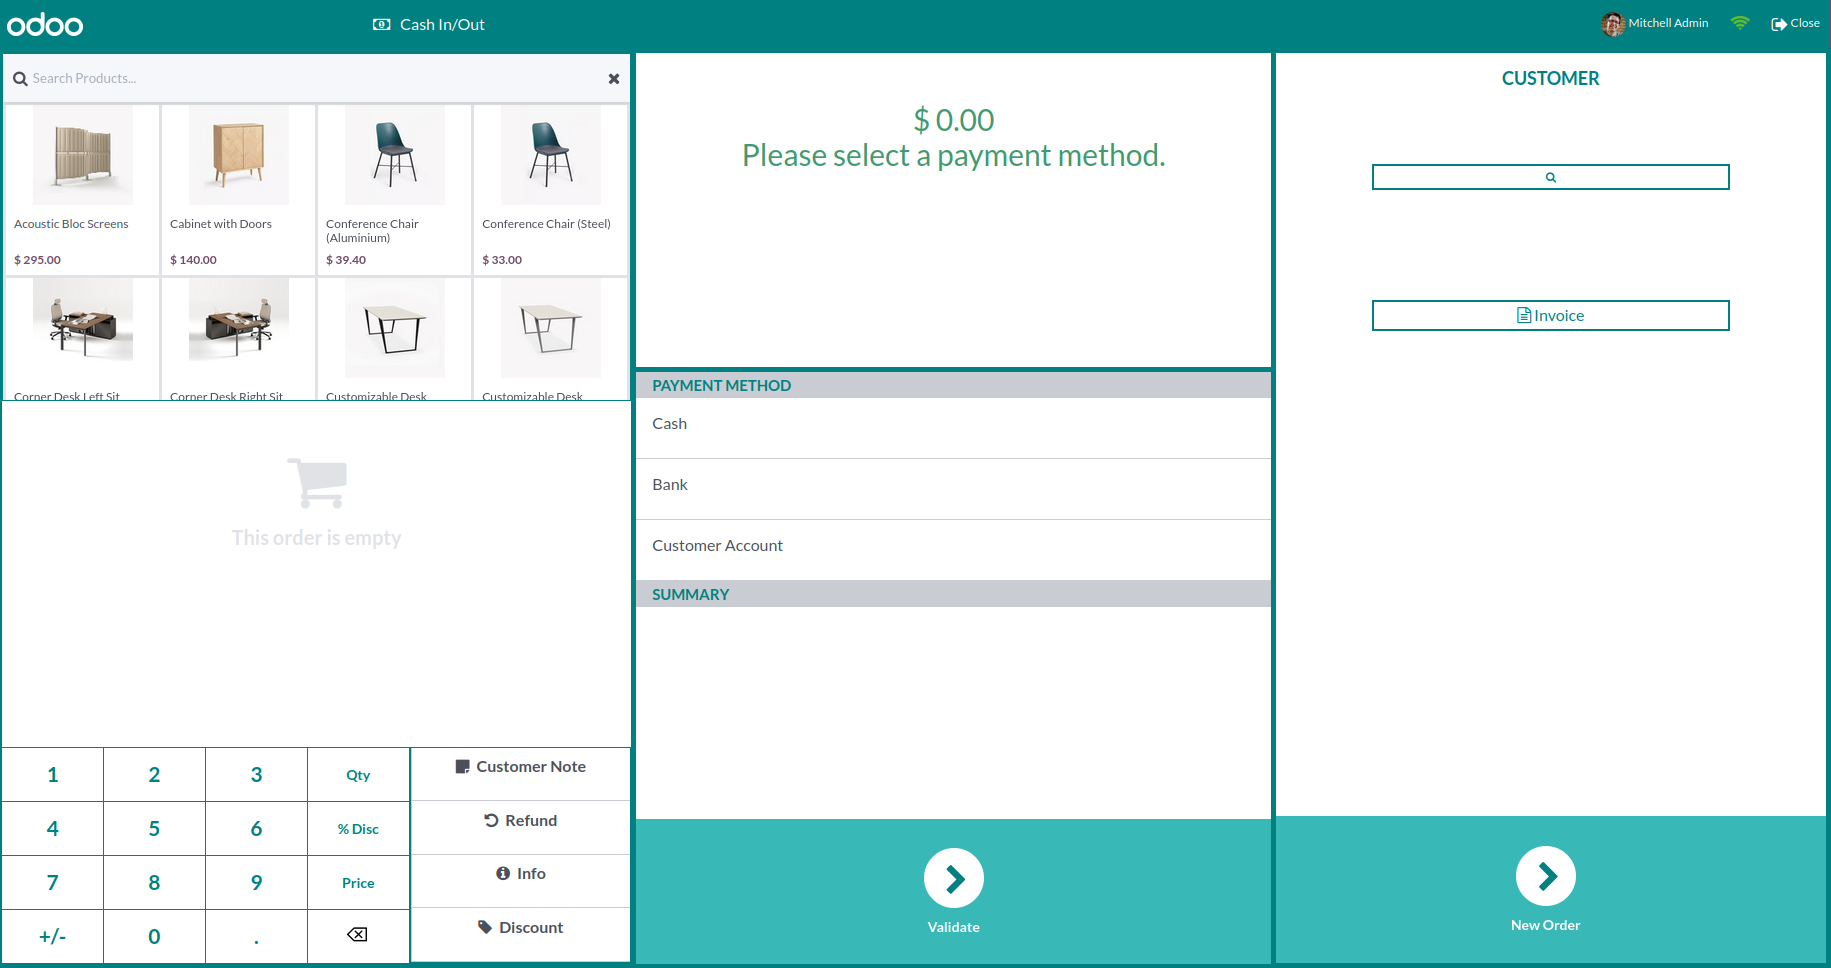 odoo
Cash In/Out
Mitchell Admin
Close
Search Products...
Acoustic Bloc Screens
$ 295.00
Cabinet with Doors
$ 140.00
Conference Chair
(Aluminium)
$ 39.40
Conference Chair (Steel)
$ 33.00
Corner Desk Left Sit
Corner Desk Right Sit
Customizable Desk
Customizable Desk
This order is empty
1
2
3
Qty
4
5
6
% Disc
7
8
9
Price
+/-
0
.
Customer Note
Refund
Info
Discount
$ 0.00
Please select a payment method.
PAYMENT METHOD
Cash
Bank
Customer Account
SUMMARY
Validate
CUSTOMER
Invoice
New Order